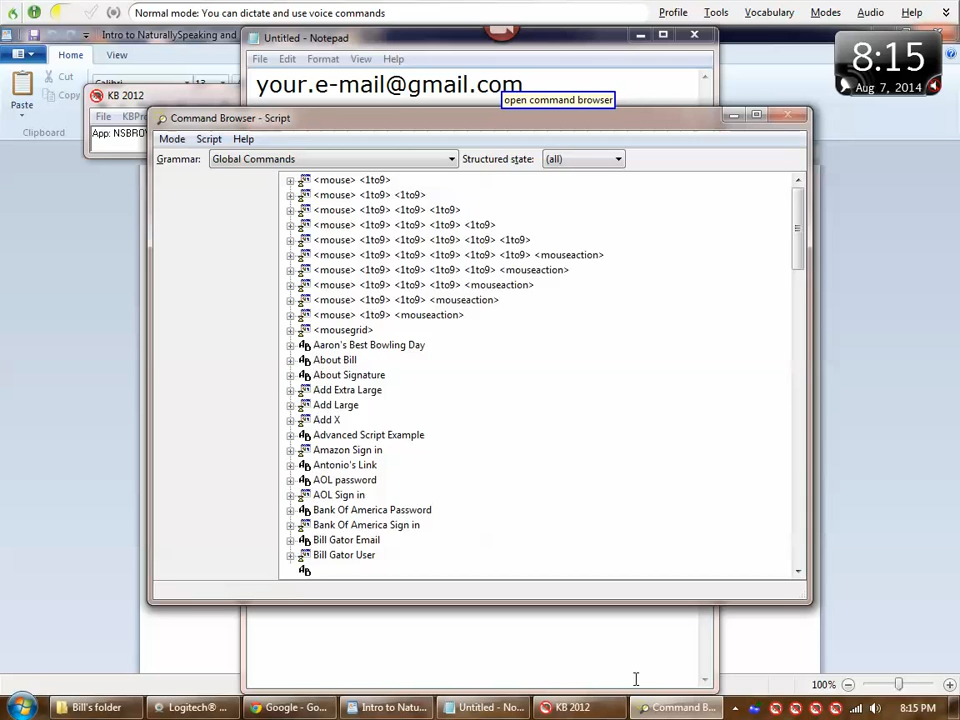 Normal mode: You can dictate and use voice commands
Profile Tools Vocabulary Modes Audio Help
Intro to NaturallySpeaking and
Untitled - Notepad
Home View
File Edit Format View Help
8:15
Aug 7, 2014
Paste
Cut
Copy
Clipboard
your.e-mail@gmail.com
open command browser
KB 2012
File KBPr
App: NSBRO
Command Browser - Script
Mode Script Help
Grammar: Global Commands Structured state: (all)
<mouse> <1to9>
<mouse> <1to9> <1to9>
<mouse> <1to9> <1to9> <1to9>
<mouse> <1to9> <1to9> <1to9> <1to9>
<mouse> <1to9> <1to9> <1to9> <1to9> <1to9>
<mouse> <1to9> <1to9> <1to9> <1to9> <1to9> <mouseaction>
<mouse> <1to9> <1to9> <1to9> <1to9> <mouseaction>
<mouse> <1to9> <1to9> <1to9> <mouseaction>
<mouse> <1to9> <1to9> <mouseaction>
<mouse> <1to9> <mouseaction>
<mousegrid>
Aaron's Best Bowling Day
About Bill
About Signature
Add Extra Large
Add Large
Add X
Advanced Script Example
Amazon Sign in
Antonio's Link
AOL password
AOL Sign in
Bank Of America Password
Bank Of America Sign in
Bill Gator Email
Bill Gator User
100%
Bill's folder
Logitech® ...
Google - Go...
Intro to Natu...
Untitled - No...
KB 2012
Command B...
8:15 PM